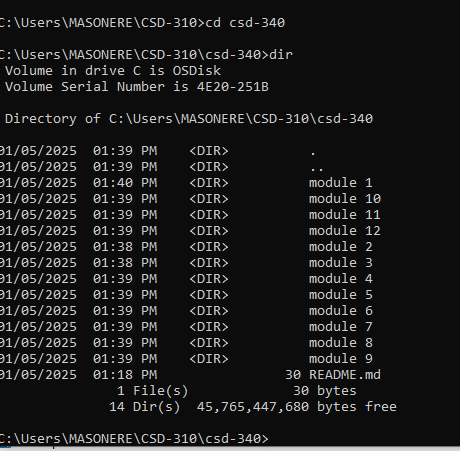 C:\Users\MASONERE\CSD-310>cd csd-340
C:\Users\MASONERE\CSD-310\csd-340>dir
 Volume in drive C is OSDisk
 Volume Serial Number is 4E20-251B
 Directory of C:\Users\MASONERE\CSD-310\csd-340
01/05/2025  01:39 PM    <DIR>          .
01/05/2025  01:39 PM    <DIR>          ..
01/05/2025  01:40 PM    <DIR>          module 1
01/05/2025  01:39 PM    <DIR>          module 10
01/05/2025  01:39 PM    <DIR>          module 11
01/05/2025  01:39 PM    <DIR>          module 12
01/05/2025  01:38 PM    <DIR>          module 2
01/05/2025  01:38 PM    <DIR>          module 3
01/05/2025  01:39 PM    <DIR>          module 4
01/05/2025  01:39 PM    <DIR>          module 5
01/05/2025  01:39 PM    <DIR>          module 6
01/05/2025  01:39 PM    <DIR>          module 7
01/05/2025  01:39 PM    <DIR>          module 8
01/05/2025  01:39 PM    <DIR>          module 9
01/05/2025  01:18 PM                30 README.md
               1 File(s)             30 bytes
              14 Dir(s)  45,765,447,680 bytes free
C:\Users\MASONERE\CSD-310\csd-340>